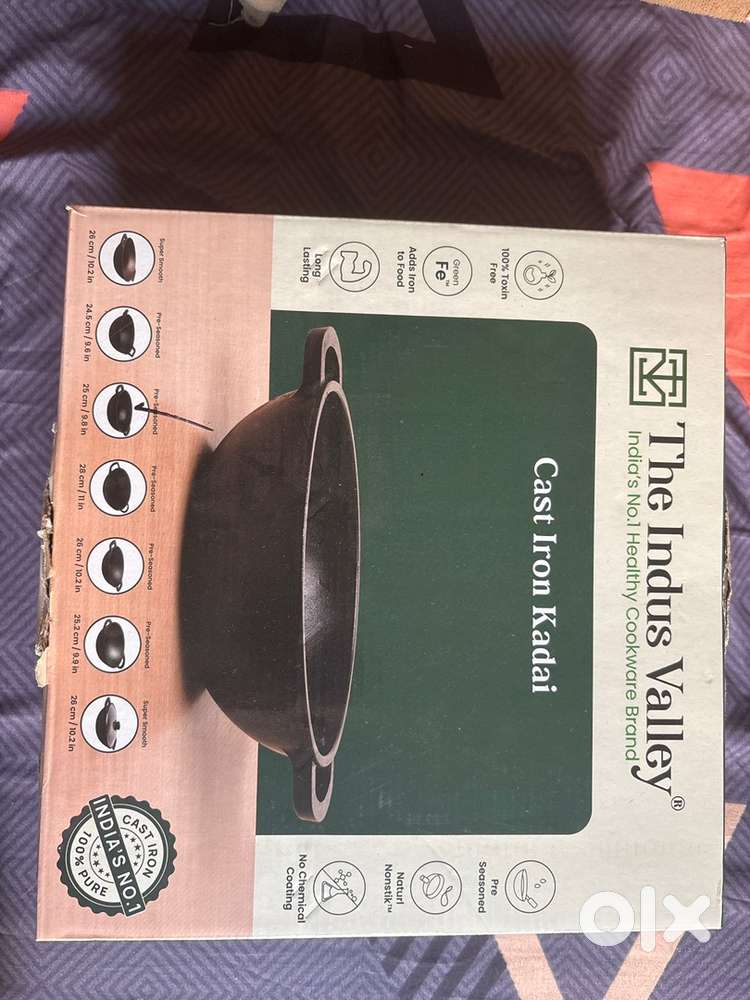 The Indus Valley®
India's No.1 Healthy Cookware Brand
100% Toxin
Free
Green
Fe™
Adds Iron
to Food
Long
Lasting
Cast Iron Kadai
Pre
Seasoned
Natur!
Nonstik™
No Chemical
Coating
Super Smooth
26 cm / 10.2 in
Pre-Seasoned
24.5 cm / 9.6 in
Pre-Seasoned
25 cm / 9.8 in
Pre-Seasoned
28 cm / 11 in
Pre-Seasoned
26 cm / 10.2 in
Pre-Seasoned
25.2 cm / 9.9 in
Super Smooth
26 cm / 10.2 in
CAST IRON
INDIA'S NO.1
100% PURE
olx